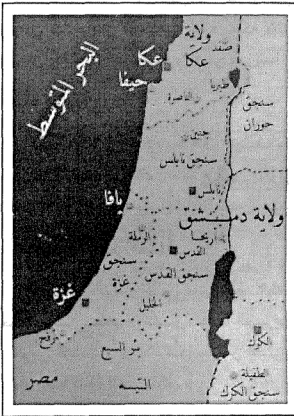 ولاية
عكا
صفد
البحر المتوسط
عكا
حيفا
طبريا
الناصرة
سنجق
حوران
جنين
سنجق نابلس
نابلس
يافا
ولاية دمشق
الرملة
اريحا
القدس
سنجق
غزة
سنجق القدس
غزة
الخليل
رفح
بئر السبع
الكرك
مصر
التيه
الطفيلة
سنجق الكرك